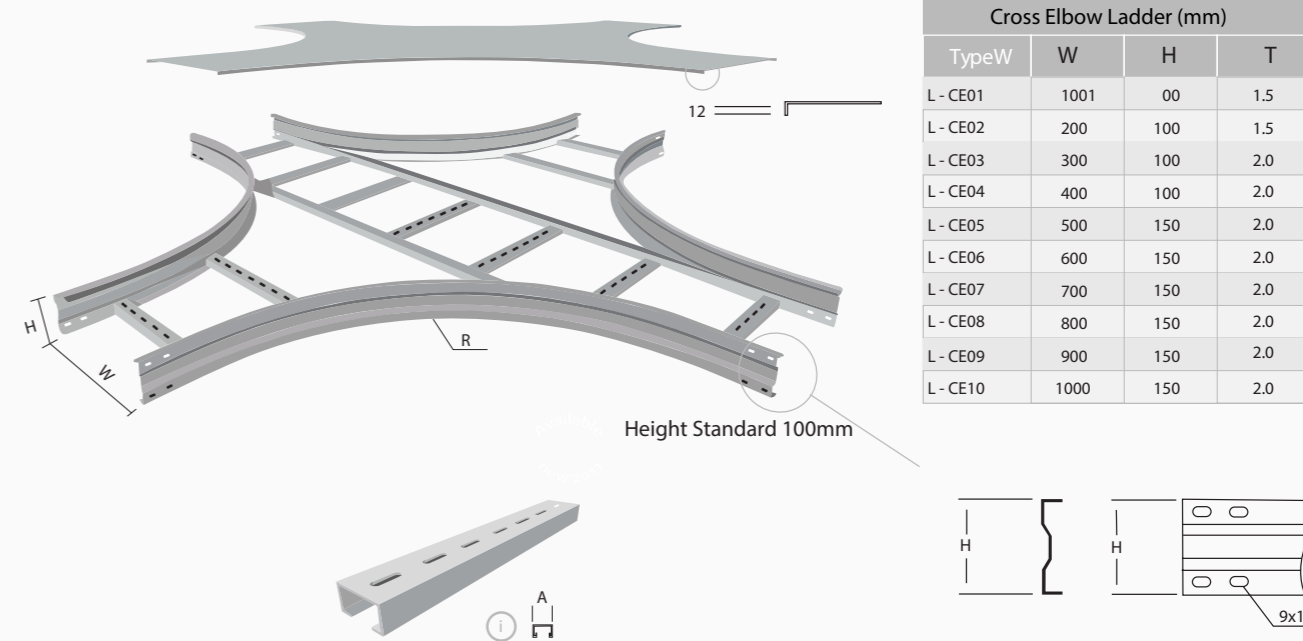 Cross Elbow Ladder (mm)
TypeW W H T
L - CE01 1001 00 1.5
L - CE02 200 100 1.5
L - CE03 300 100 2.0
L - CE04 400 100 2.0
L - CE05 500 150 2.0
L - CE06 600 150 2.0
L - CE07 700 150 2.0
L - CE08 800 150 2.0
L - CE09 900 150 2.0
L - CE10 1000 150 2.0
12
H
W
R
Height Standard 100mm
Available
i
A
H
H
9x1